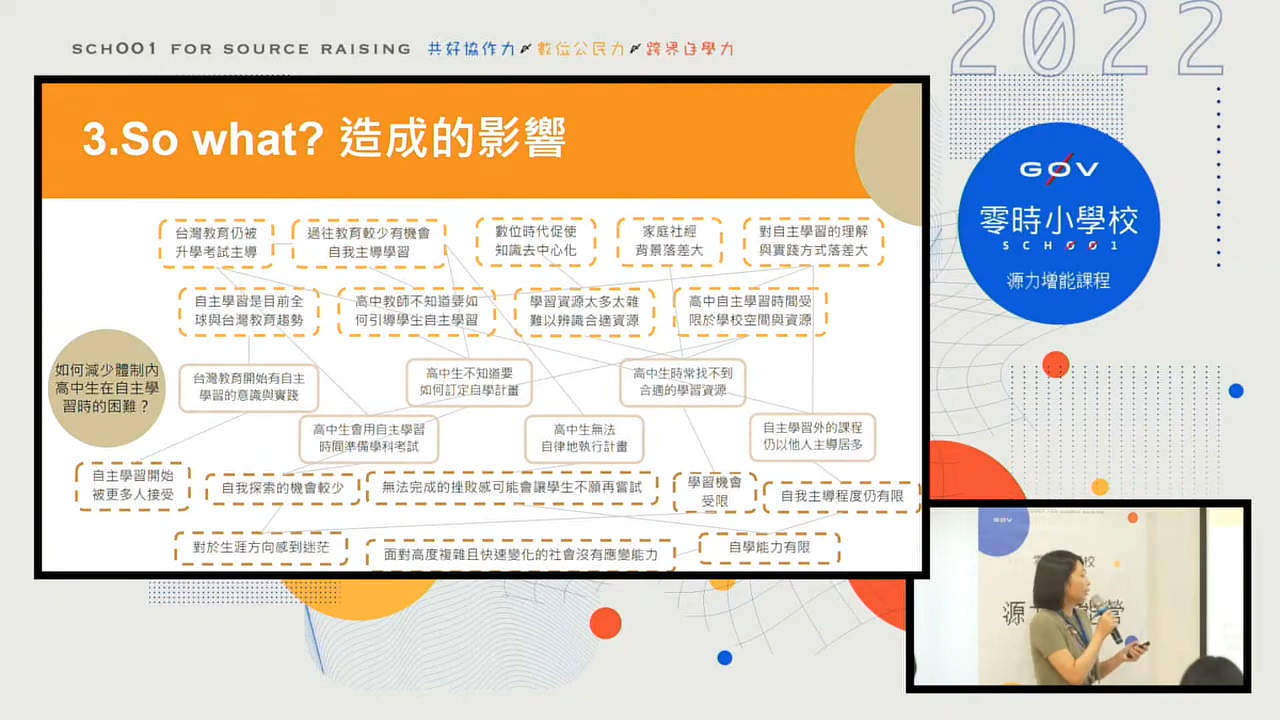 SCH001 FOR SOURCE RAISING 共好協作力 數位公民力 跨界自學力
2022
3.So what? 造成的影響
G0V
零時小學校
SCH001
源力增能課程
台灣教育仍被
升學考試主導
過往教育較少有機會
自我主導學習
數位時代促使
知識去中心化
家庭社經
背景落差大
對自主學習的理解
與實踐方式落差大
自主學習是目前全
球與台灣教育趨勢
高中教師不知道要如
何引導學生自主學習
學習資源太多太雜
難以辨識合適資源
高中自主學習時間受
限於學校空間與資源
如何減少體制內
高中生在自主學
習時的困難？
台灣教育開始有自主
學習的意識與實踐
高中生不知道要
如何訂定自學計畫
高中生時常找不到
合適的學習資源
高中生會用自主學習
時間準備學科考試
高中生無法
自律地執行計畫
自主學習外的課程
仍以他人主導居多
自主學習開始
被更多人接受
自我探索的機會較少
無法完成的挫敗感可能會讓學生不願再嘗試
學習機會
受限
自我主導程度仍有限
對於生涯方向感到迷茫
面對高度複雜且快速變化的社會沒有應變能力
自學能力有限
G0V